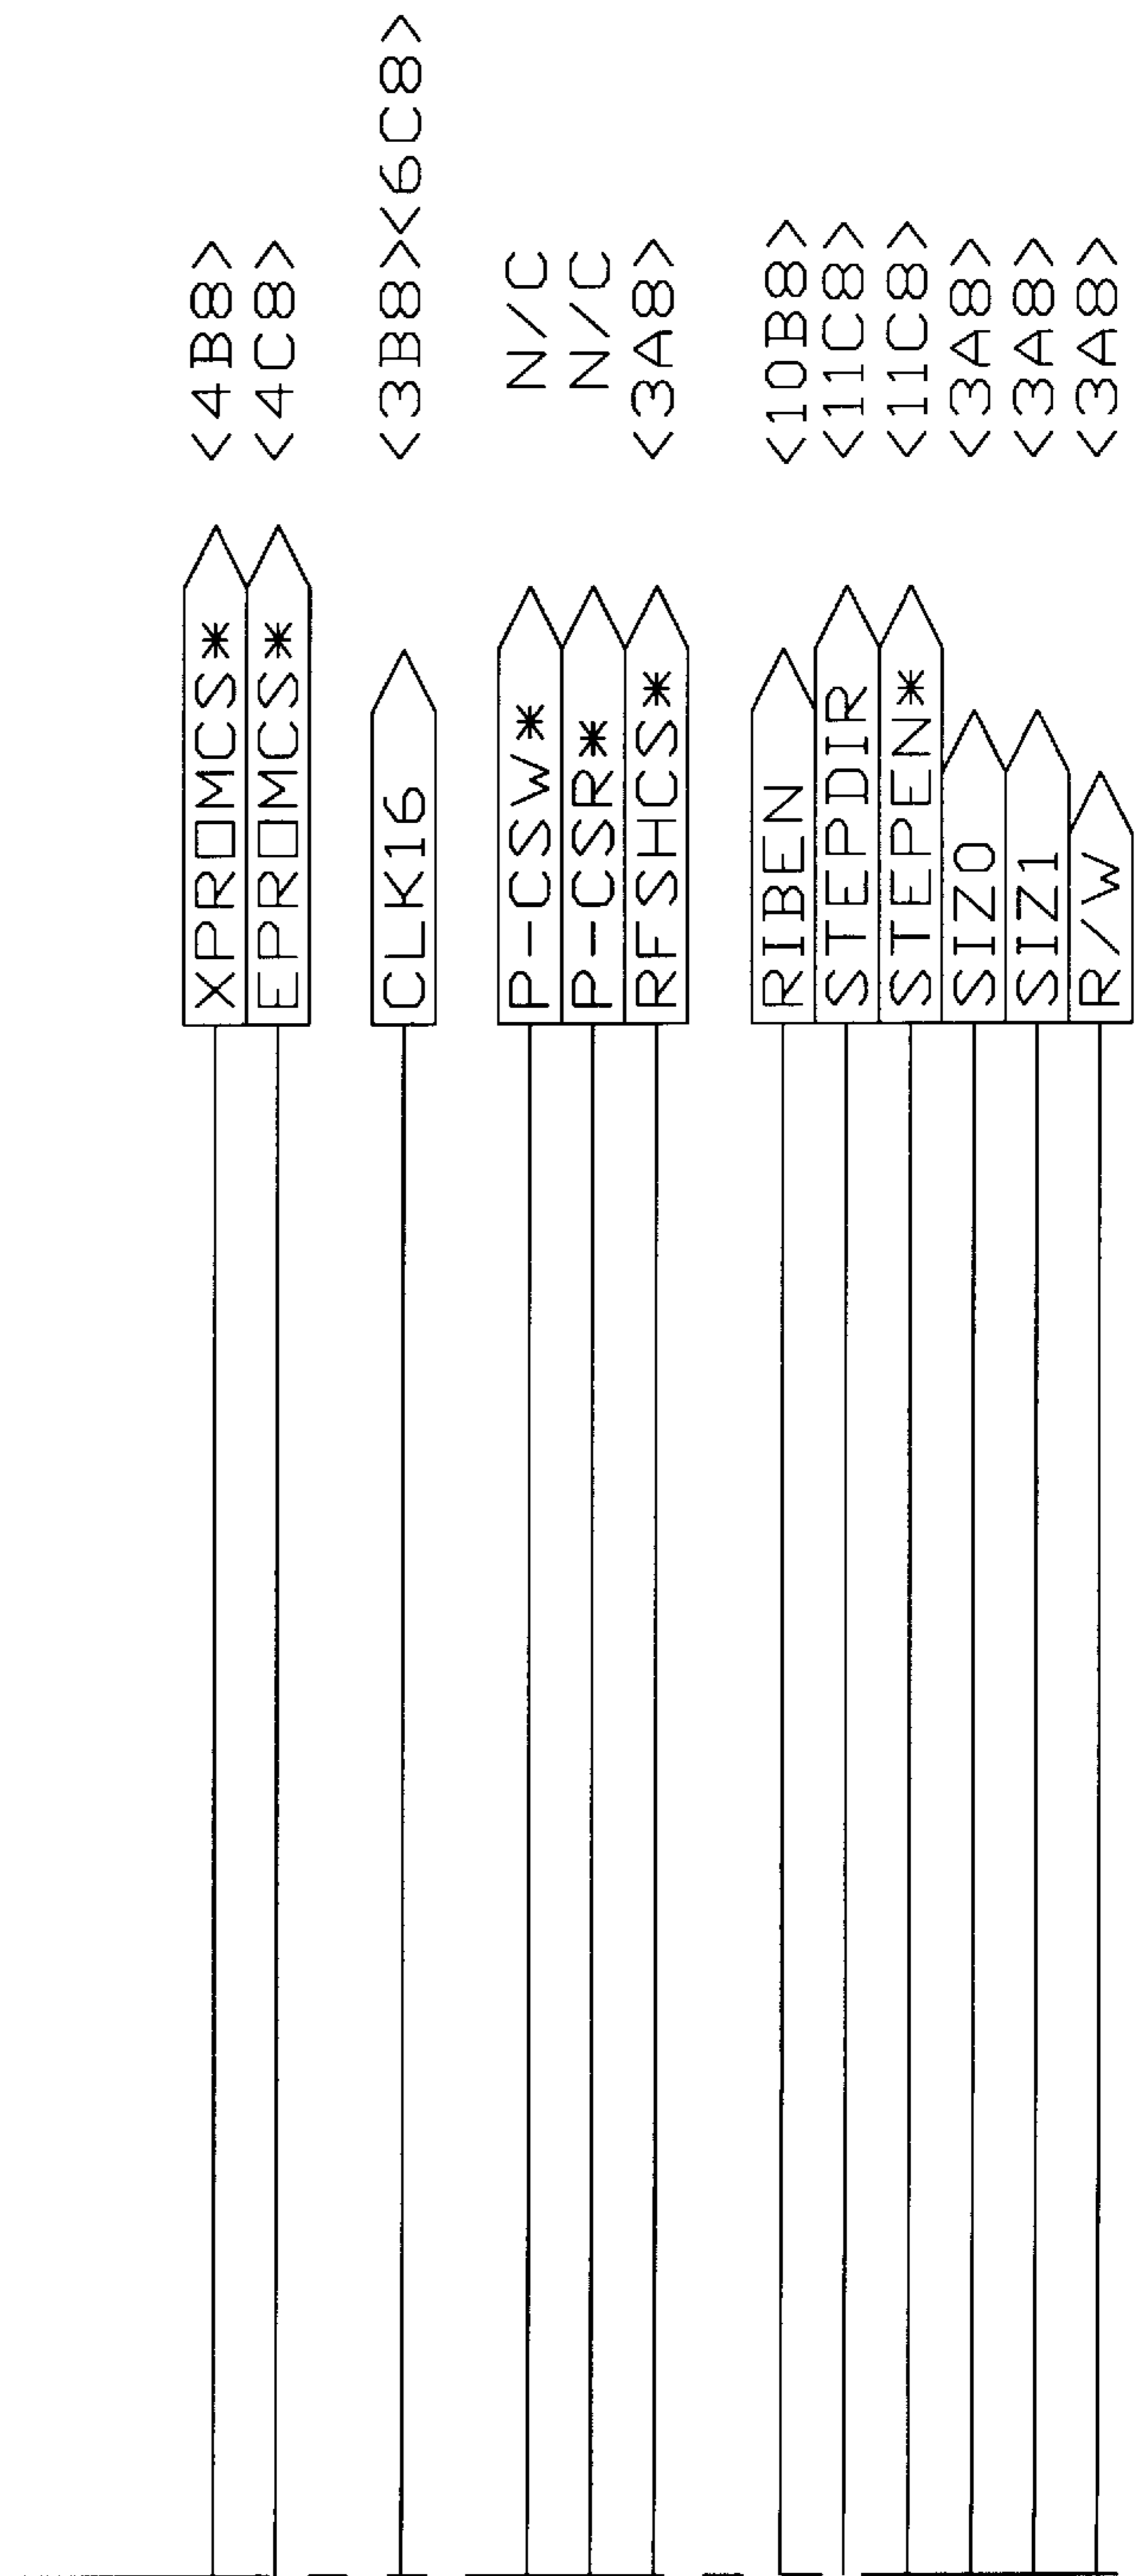 XPROMCS* <4B8>
EPROMCS* <4C8>
CLK16 <3B8><6C8>
P-CSW* N/C
P-CSR* N/C
RFSHCS* <3A8>
RIBEN <10B8>
STEPDIR <11C8>
STEPEN* <11C8>
SIZ0 <3A8>
SIZ1 <3A8>
R/W <3A8>